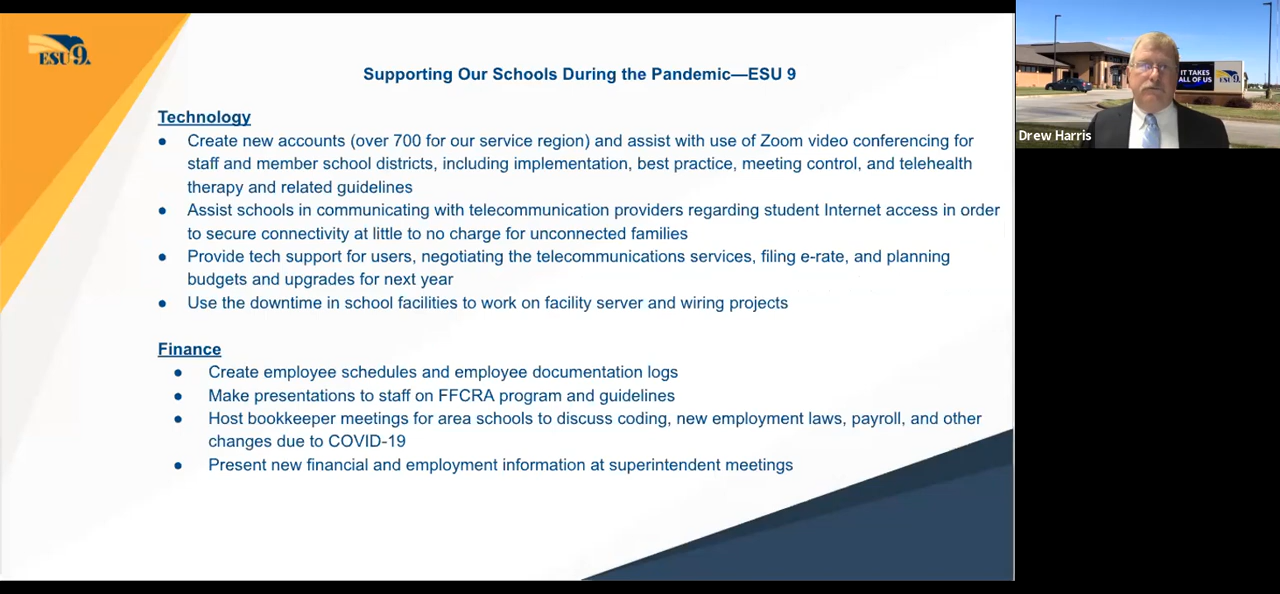 ESU 9
Supporting Our Schools During the Pandemic—ESU 9
Technology
● Create new accounts (over 700 for our service region) and assist with use of Zoom video conferencing for
staff and member school districts, including implementation, best practice, meeting control, and telehealth
therapy and related guidelines
● Assist schools in communicating with telecommunication providers regarding student Internet access in order
to secure connectivity at little to no charge for unconnected families
● Provide tech support for users, negotiating the telecommunications services, filing e-rate, and planning
budgets and upgrades for next year
● Use the downtime in school facilities to work on facility server and wiring projects
Finance
● Create employee schedules and employee documentation logs
● Make presentations to staff on FFCRA program and guidelines
● Host bookkeeper meetings for area schools to discuss coding, new employment laws, payroll, and other
changes due to COVID-19
● Present new financial and employment information at superintendent meetings
IT TAKES
ALL OF US
ESU 9
Drew Harris